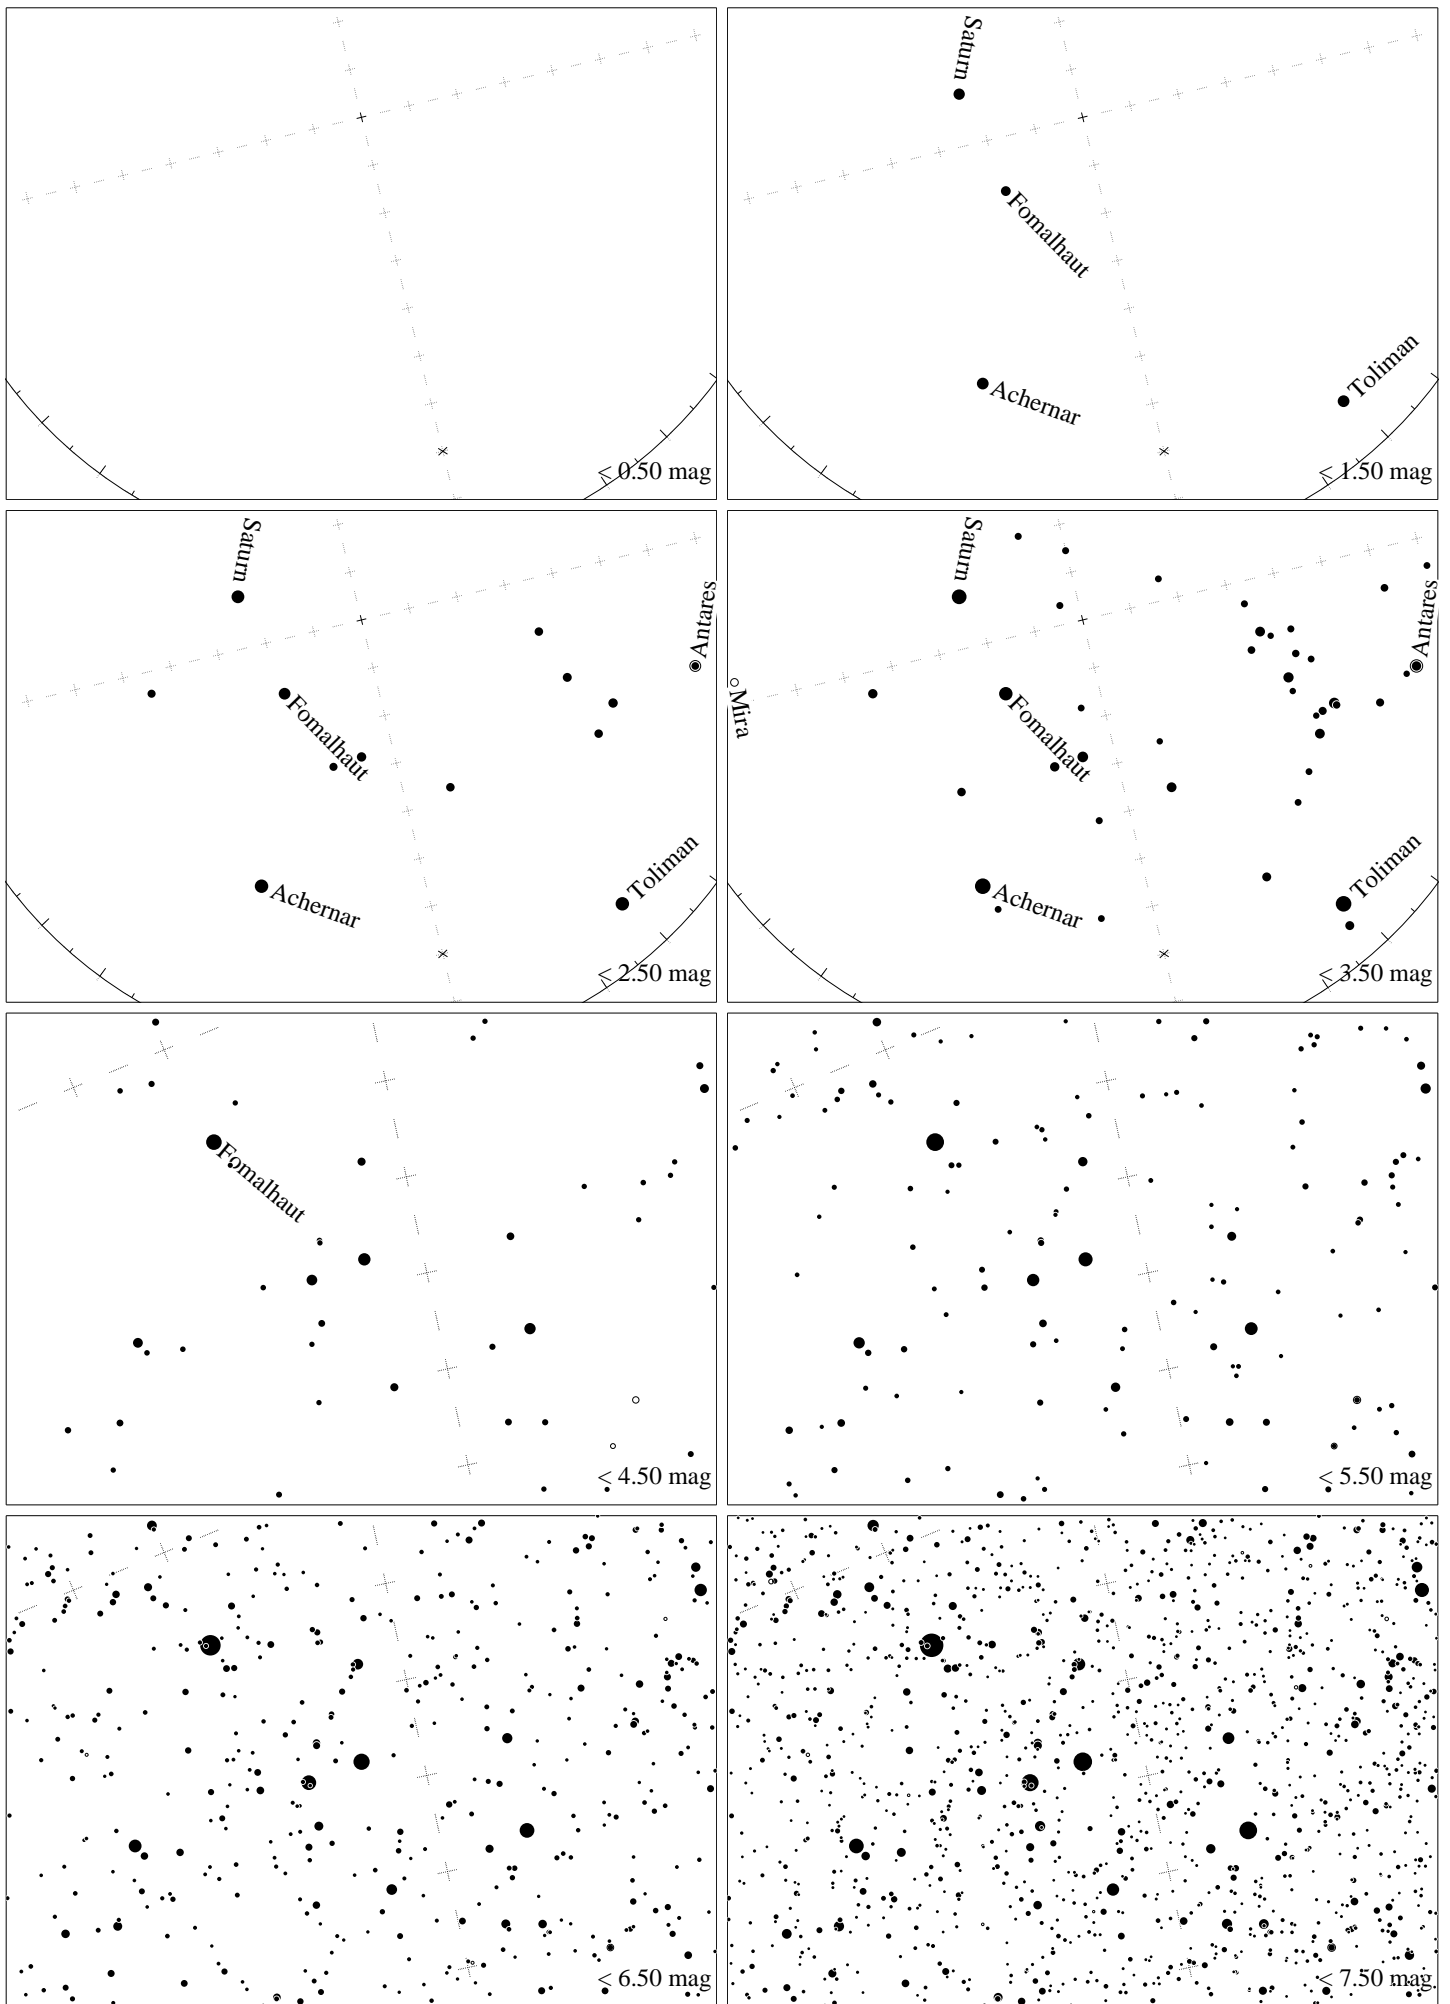 < 0.50 mag
Saturn
Fomalhaut
Achernar
Toliman
< 1.50 mag
Saturn
Antares
Fomalhaut
Achernar
Toliman
< 2.50 mag
Saturn
Antares
Mira
Fomalhaut
Achernar
Toliman
< 3.50 mag
Fomalhaut
< 4.50 mag
< 5.50 mag
< 6.50 mag
< 7.50 mag